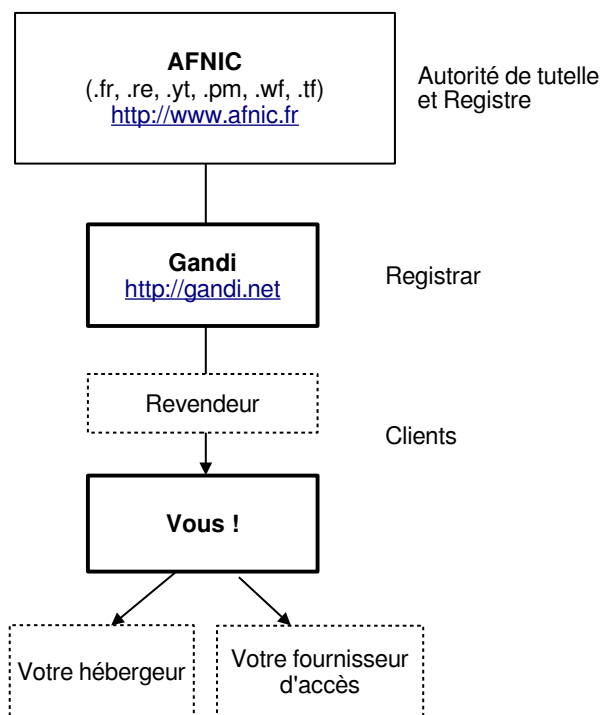 AFNIC
(.fr, .re, .yt, .pm, .wf, .tf)
http://www.afnic.fr
Autorité de tutelle
et Registre
Gandi
http://gandi.net
Registrar
Revendeur
Clients
Vous !
Votre hébergeur
Votre fournisseur
d'accès